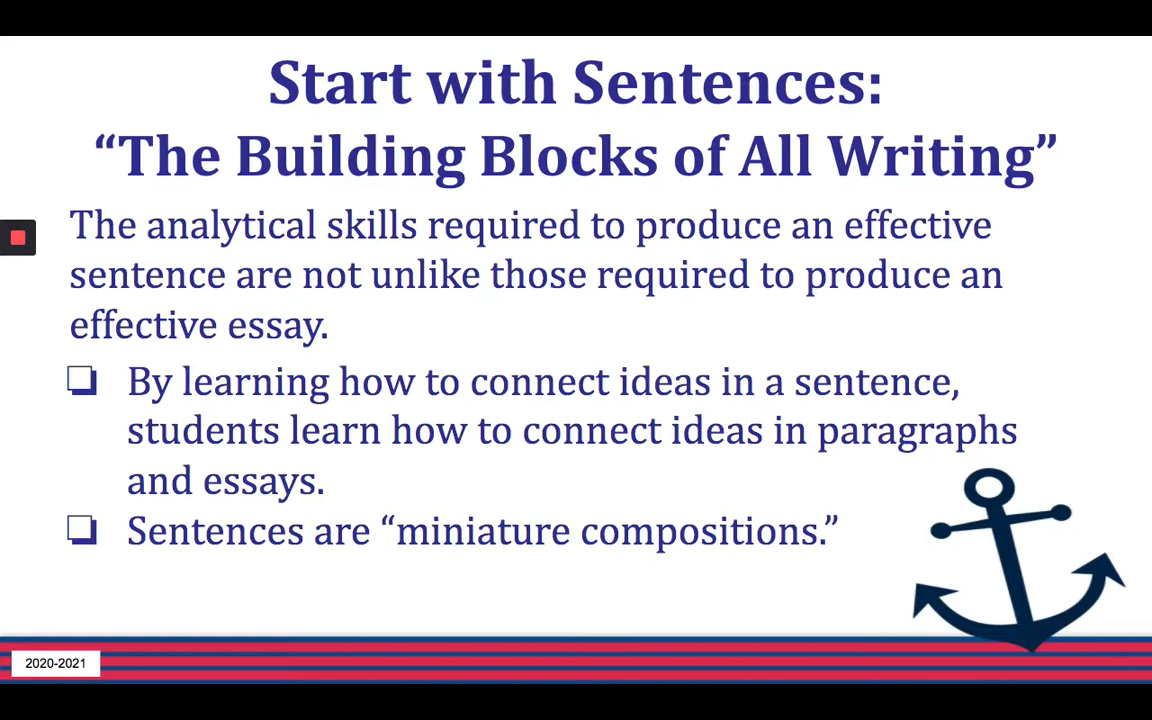 Start with Sentences:
“The Building Blocks of All Writing”
The analytical skills required to produce an effective
sentence are not unlike those required to produce an
effective essay.
By learning how to connect ideas in a sentence,
students learn how to connect ideas in paragraphs
and essays.
Sentences are “miniature compositions.”
2020-2021